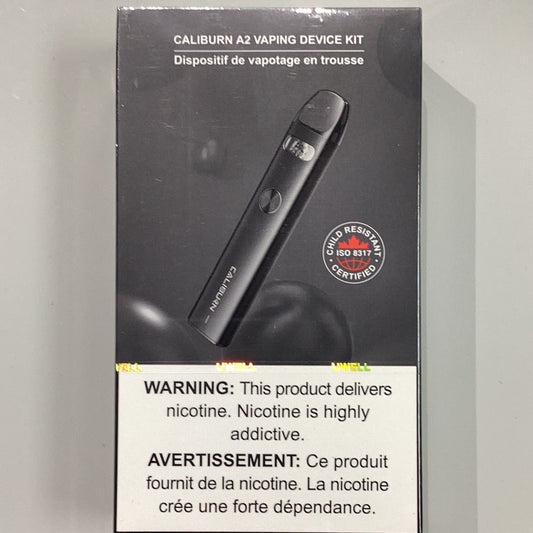 CALIBURN A2 VAPING DEVICE KIT
Dispositif de vapotage en trousse
CHILD RESISTANT
ISO 8317
CERTIFIED
CALIBURN
UWELL UWELL
WARNING: This product delivers
nicotine. Nicotine is highly
addictive.
AVERTISSEMENT: Ce produit
fournit de la nicotine. La nicotine
crée une forte dépendance.